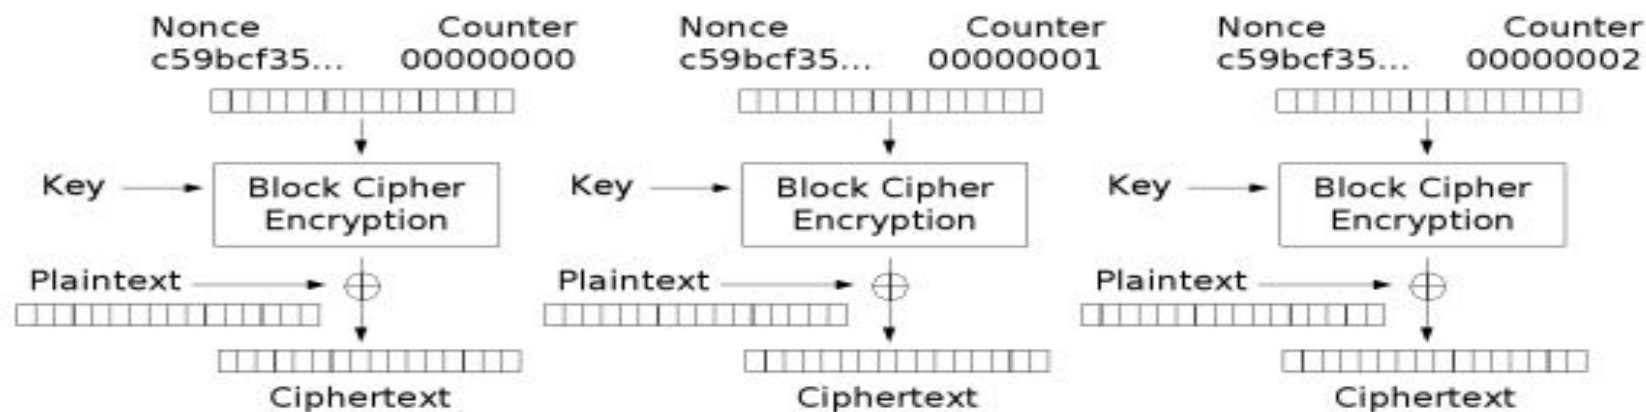 Nonce Counter Nonce Counter Nonce Counter
c59bcf35... 00000000 c59bcf35... 00000001 c59bcf35... 00000002
Key Block Cipher Key Block Cipher Key Block Cipher
Encryption Encryption Encryption
Plaintext Plaintext Plaintext
Ciphertext Ciphertext Ciphertext